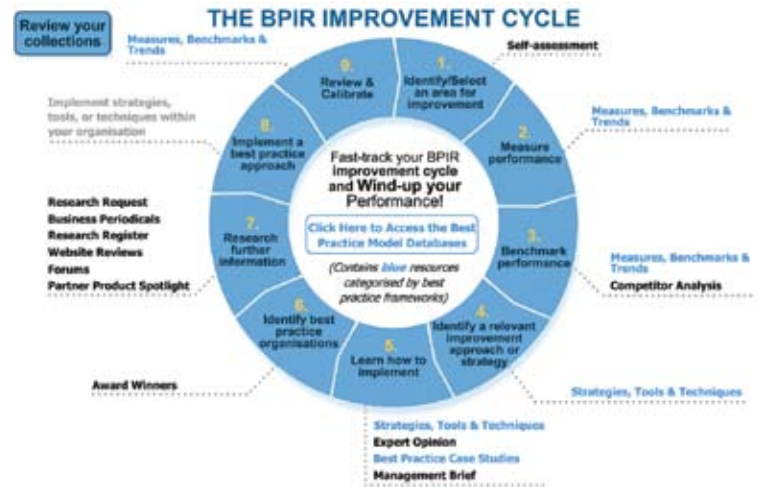 THE BPIR IMPROVEMENT CYCLE
Review your
collections
Measures, Benchmarks &
Trends
Self-assessment
1.
Identify/Select
an area for
improvement
Measures, Benchmarks &
Trends
2.
Measure
performance
3.
Benchmark
performance
Measures, Benchmarks &
Trends
Competitor Analysis
4.
Identify a relevant
improvement
approach or
strategy
Strategies, Tools & Techniques
5.
Learn how to
implement
Strategies, Tools & Techniques
Expert Opinion
Best Practice Case Studies
Management Brief
6.
Identify best
practice
organisations
Award Winners
7.
Research
further
information
Research Request
Business Periodicals
Research Register
Website Reviews
Forums
Partner Product Spotlight
8.
Implement a
best practice
approach
Implement strategies,
tools, or techniques within
your organisation
9.
Review &
Calibrate
Fast-track your BPIR
improvement cycle
and Wind-up your
Performance!
Click Here to Access the Best
Practice Model Databases
(Contains blue resources
categorised by best
practice frameworks)